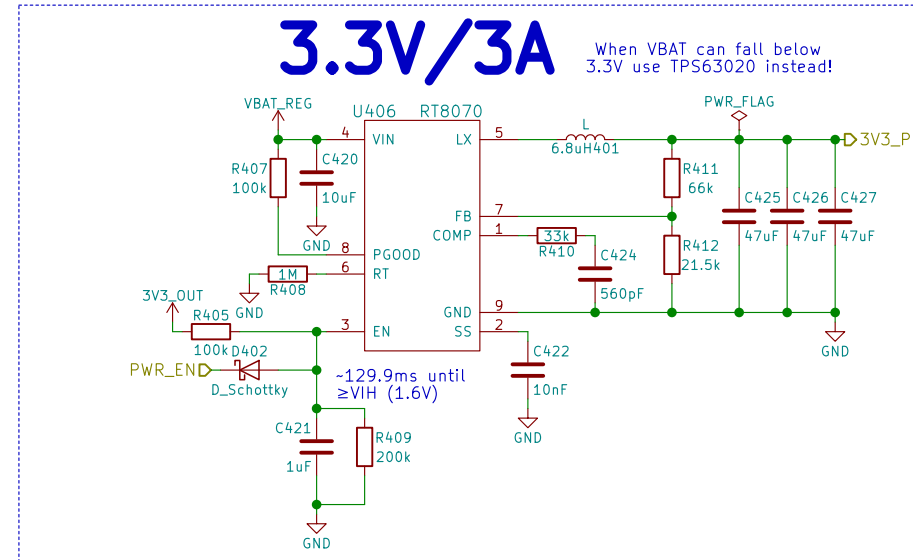 3.3V/3A
When VBAT can fall below
3.3V use TPS63020 instead!
VBAT_REG
PWR_FLAG
U406 RT8070
4 VIN LX 5
L
6.8uH401
3V3_P
R407
100k
C420
10uF
GND
R411
66k
C425
47uF
C426
47uF
C427
47uF
FB 7
COMP 1
33k
R410
8 PGOOD
6 RT
1M
R408
GND
C424
560pF
R412
21.5k
3V3_OUT
R405
100k
3 EN
GND 9
SS 2
GND
PWR_EN
D402
D_Schottky
~129.9ms until
≥VIH (1.6V)
C422
10nF
GND
C421
1uF
R409
200k
GND